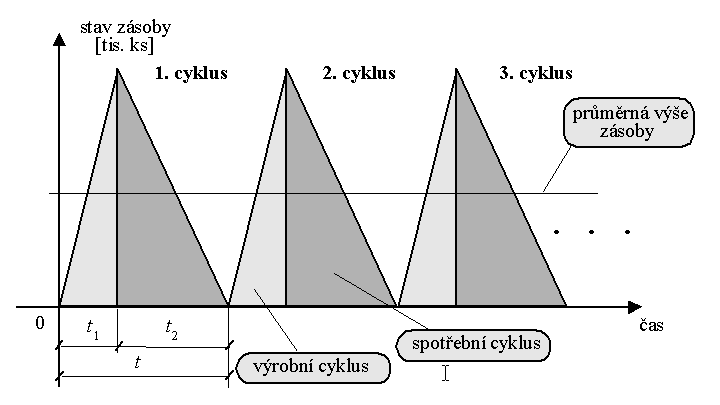 stav zásoby
[tis. ks]
1. cyklus
2. cyklus
3. cyklus
průměrná výše
zásoby
. . .
0
t1
t2
čas
t
výrobní cyklus
spotřební cyklus